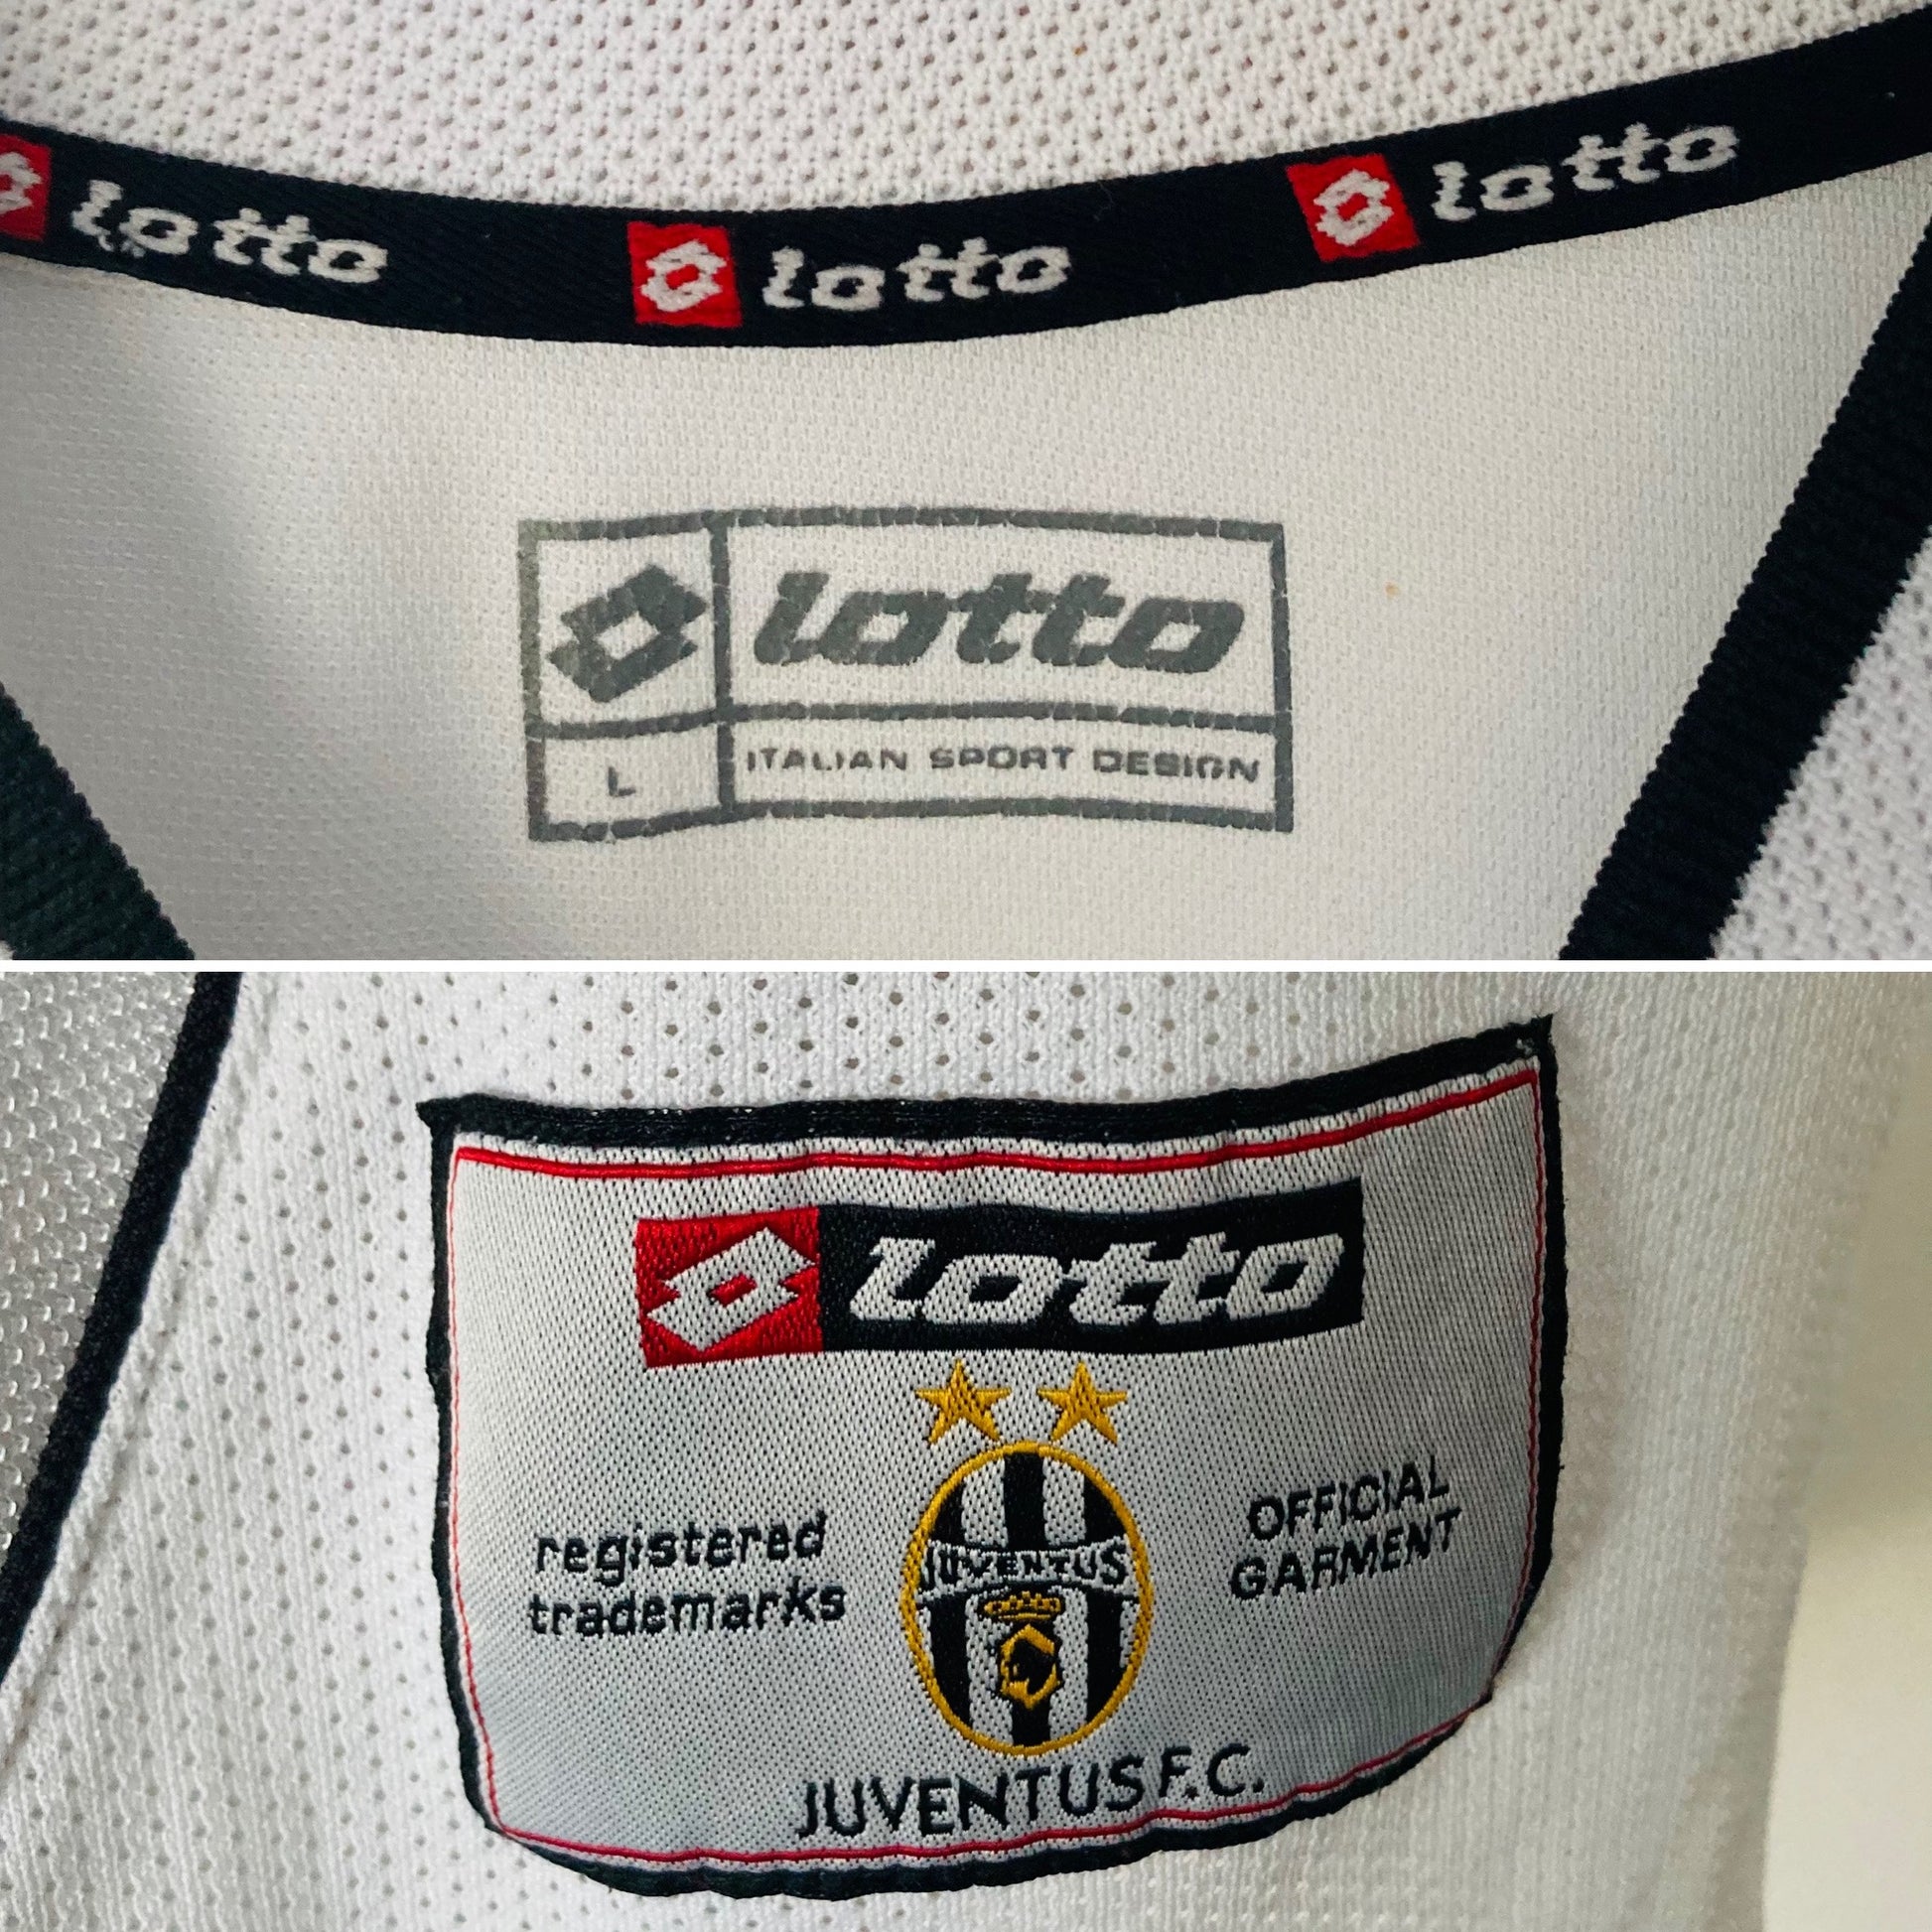 lotto
lotto
lotto
lotto
L
ITALIAN SPORT DESIGN
lotto
registered
trademarks
JUVENTUS
OFFICIAL
GARMENT
JUVENTUS F.C.